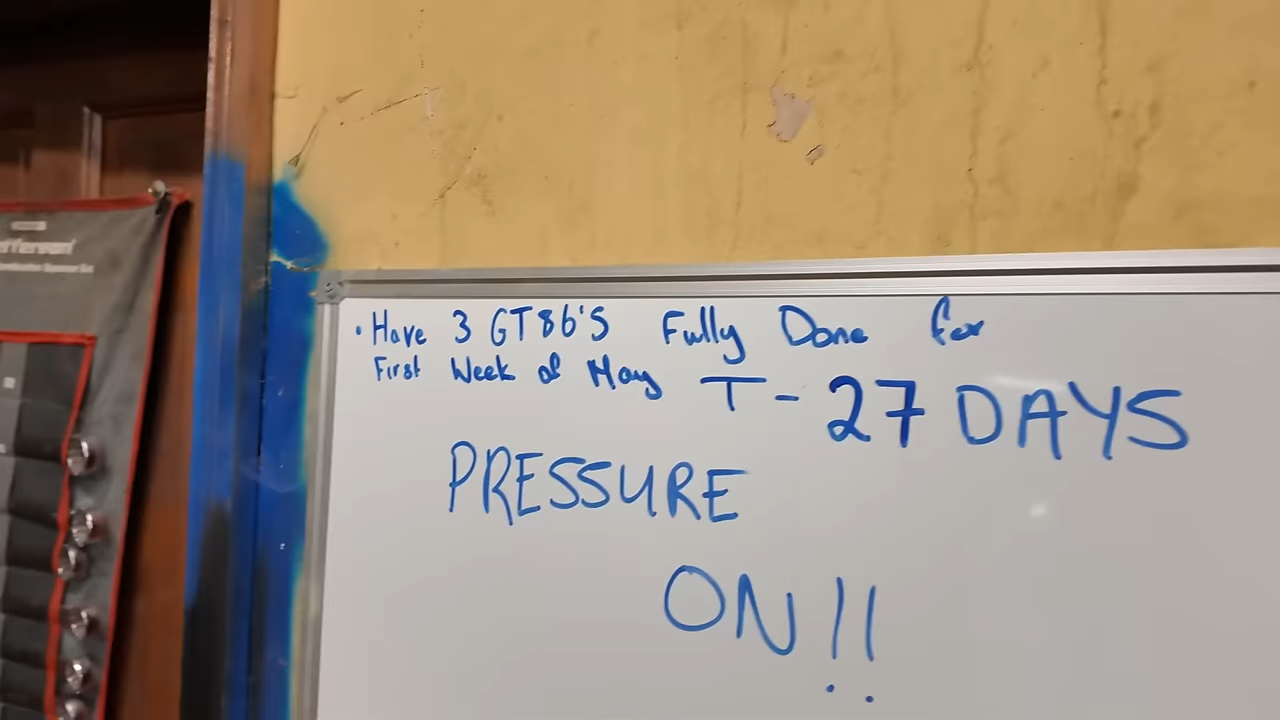 • Have 3 GT86'S Fully Done for
First Week of May
T-27 DAYS
PRESSURE
ON!!